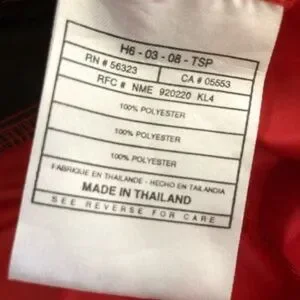 H6 - 03 - 08 - TSP
RN # 56323 CA # 05553
RFC # NME 920220 KL4
100% POLYESTER
100% POLYESTER
100% POLYESTER
FABRIQUE EN THAILANDE - HECHO EN TAILANDIA
MADE IN THAILAND
SEE REVERSE FOR CARE